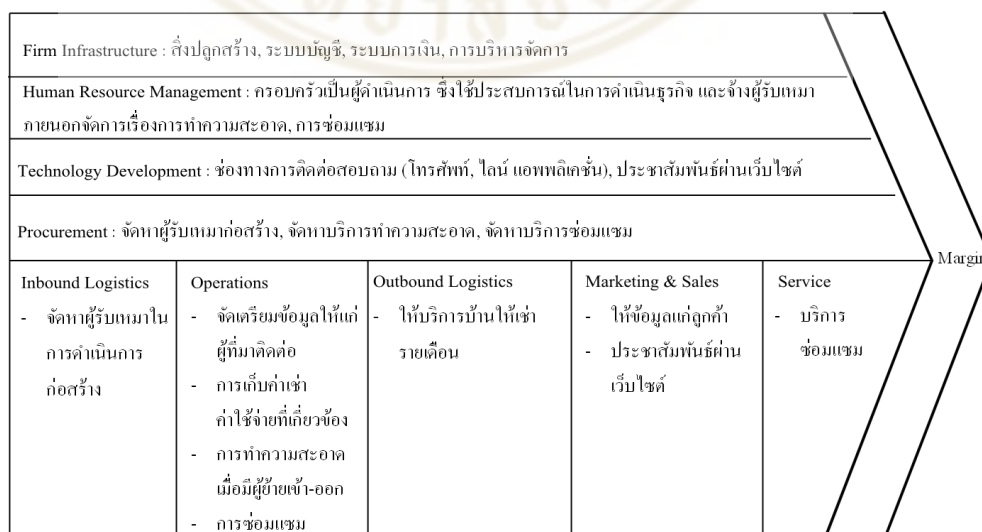 Firm Infrastructure : สิ่งปลูกสร้าง, ระบบบัญชี, ระบบการเงิน, การบริหารจัดการ
Human Resource Management : ครอบครัวเป็นผู้ดำเนินการ ซึ่งใช้ประสบการณ์ในการดำเนินธุรกิจ และจ้างผู้รับเหมา
ภายนอกจัดการเรื่องการทำความสะอาด, การซ่อมแซม
Technology Development : ช่องทางการติดต่อสอบถาม (โทรศัพท์, ไลน์ แอพพลิเคชั่น), ประชาสัมพันธ์ผ่านเว็บไซต์
Procurement : จัดหาผู้รับเหมาก่อสร้าง, จัดหาบริการทำความสะอาด, จัดหาบริการซ่อมแซม
Margin
Inbound Logistics
- จัดหาผู้รับเหมาใน
การดำเนินการ
ก่อสร้าง
Operations
- จัดเตรียมข้อมูลให้แก่
ผู้ที่มาติดต่อ
- การเก็บค่าเช่า
ค่าใช้จ่ายที่เกี่ยวข้อง
- การทำความสะอาด
เมื่อมีผู้ย้ายเข้า-ออก
- การซ่อมแซม
Outbound Logistics
- ให้บริการบ้านให้เช่า
รายเดือน
Marketing & Sales
- ให้ข้อมูลแก่ลูกค้า
- ประชาสัมพันธ์ผ่าน
เว็บไซต์
Service
- บริการ
ซ่อมแซม